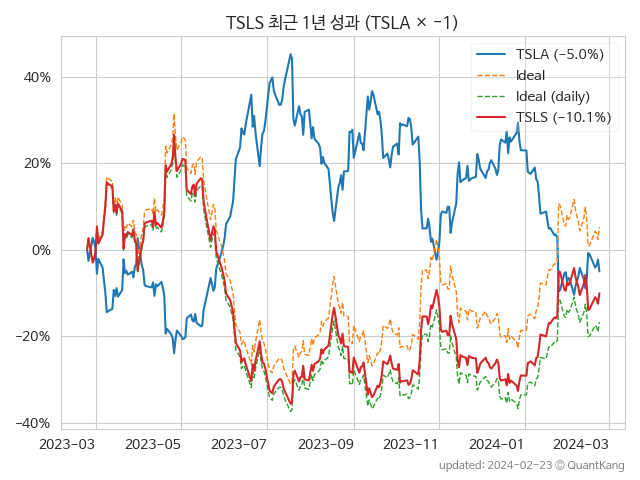 TSLS 최근 1년 성과 (TSLA × −1)
TSLA (−5.0%)
Ideal
Ideal (daily)
TSLS (−10.1%)
40%
20%
0%
−20%
−40%
2023-03
2023-05
2023-07
2023-09
2023-11
2024-01
2024-03
updated: 2024-02-23 © QuantKang